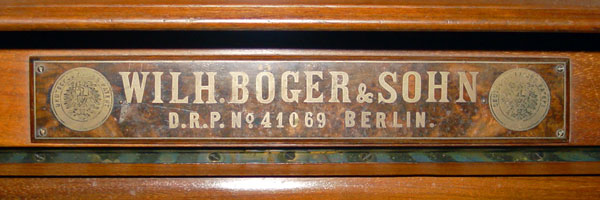 WILH. BÖGER & SOHN
D.R.P. No 41069 BERLIN.